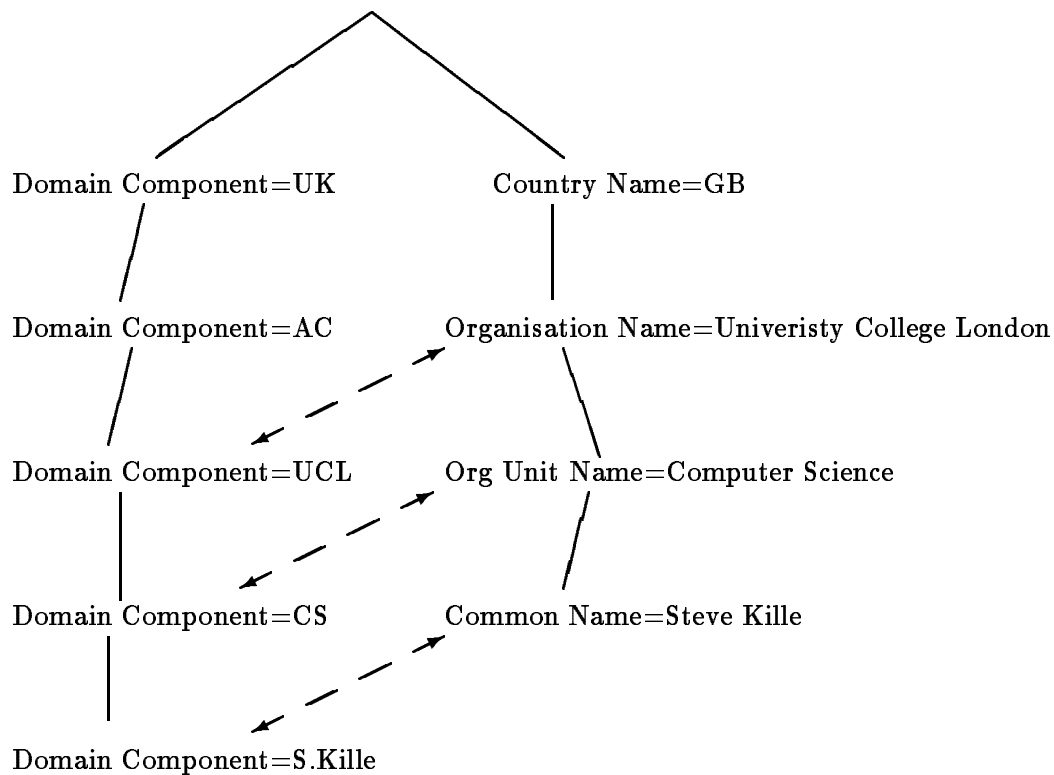 Domain Component=UK
Country Name=GB
Domain Component=AC
Organisation Name=Univeristy College London
Domain Component=UCL
Org Unit Name=Computer Science
Domain Component=CS
Common Name=Steve Kille
Domain Component=S.Kille